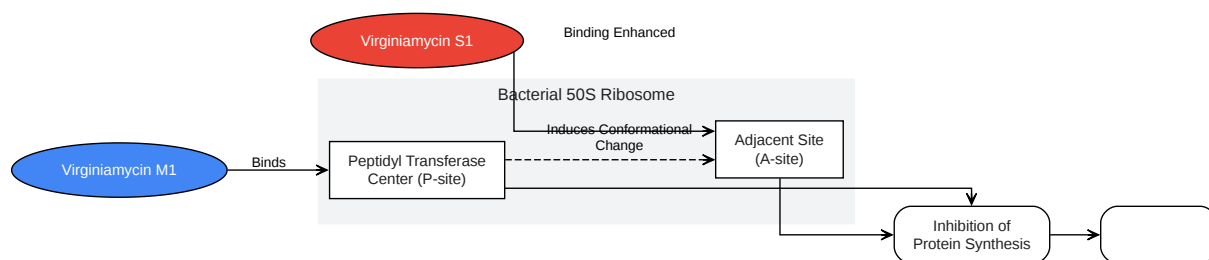 Virginiamycin S1
Binding Enhanced
Bacterial 50S Ribosome
Induces Conformational
Change
Adjacent Site
(A-site)
Virginiamycin M1
Binds
Peptidyl Transferase
Center (P-site)
Inhibition of
Protein Synthesis